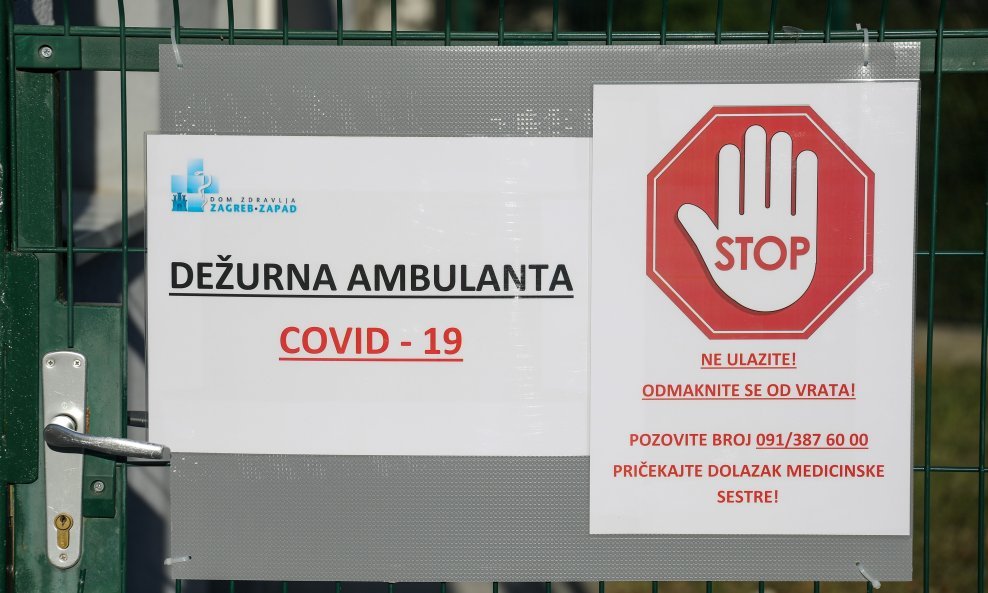 DOM ZDRAVLJA
ZAGREB•ZAPAD
DEŽURNA AMBULANTA
COVID - 19
STOP
NE ULAZITE!
ODMAKNITE SE OD VRATA!
POZOVITE BROJ 091/387 60 00
PRIČEKAJTE DOLAZAK MEDICINSKE
SESTRE!